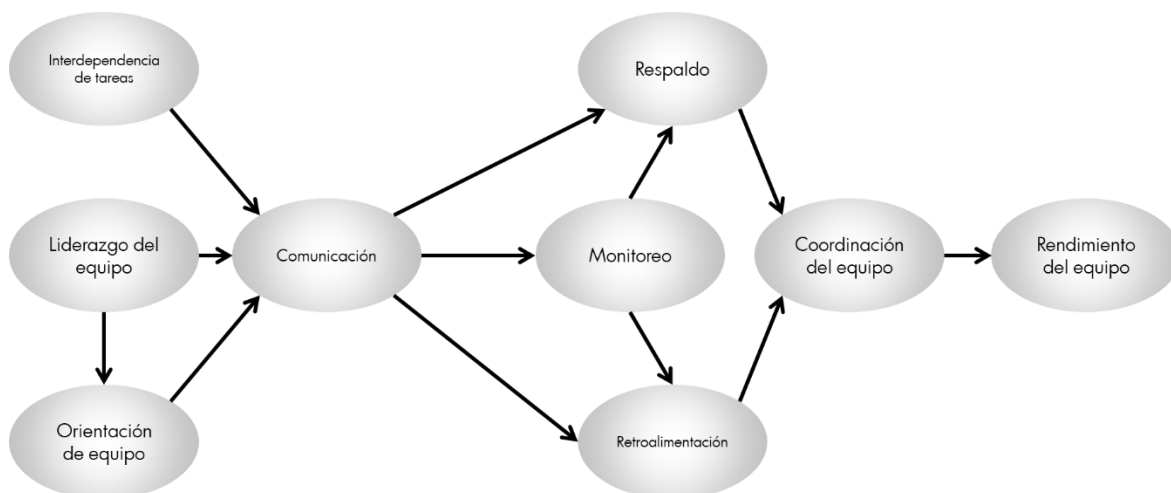 Interdependencia
de tareas
Respaldo
Liderazgo del
equipo
Comunicación
Monitoreo
Coordinación
del equipo
Rendimiento
del equipo
Orientación
de equipo
Retroalimentación